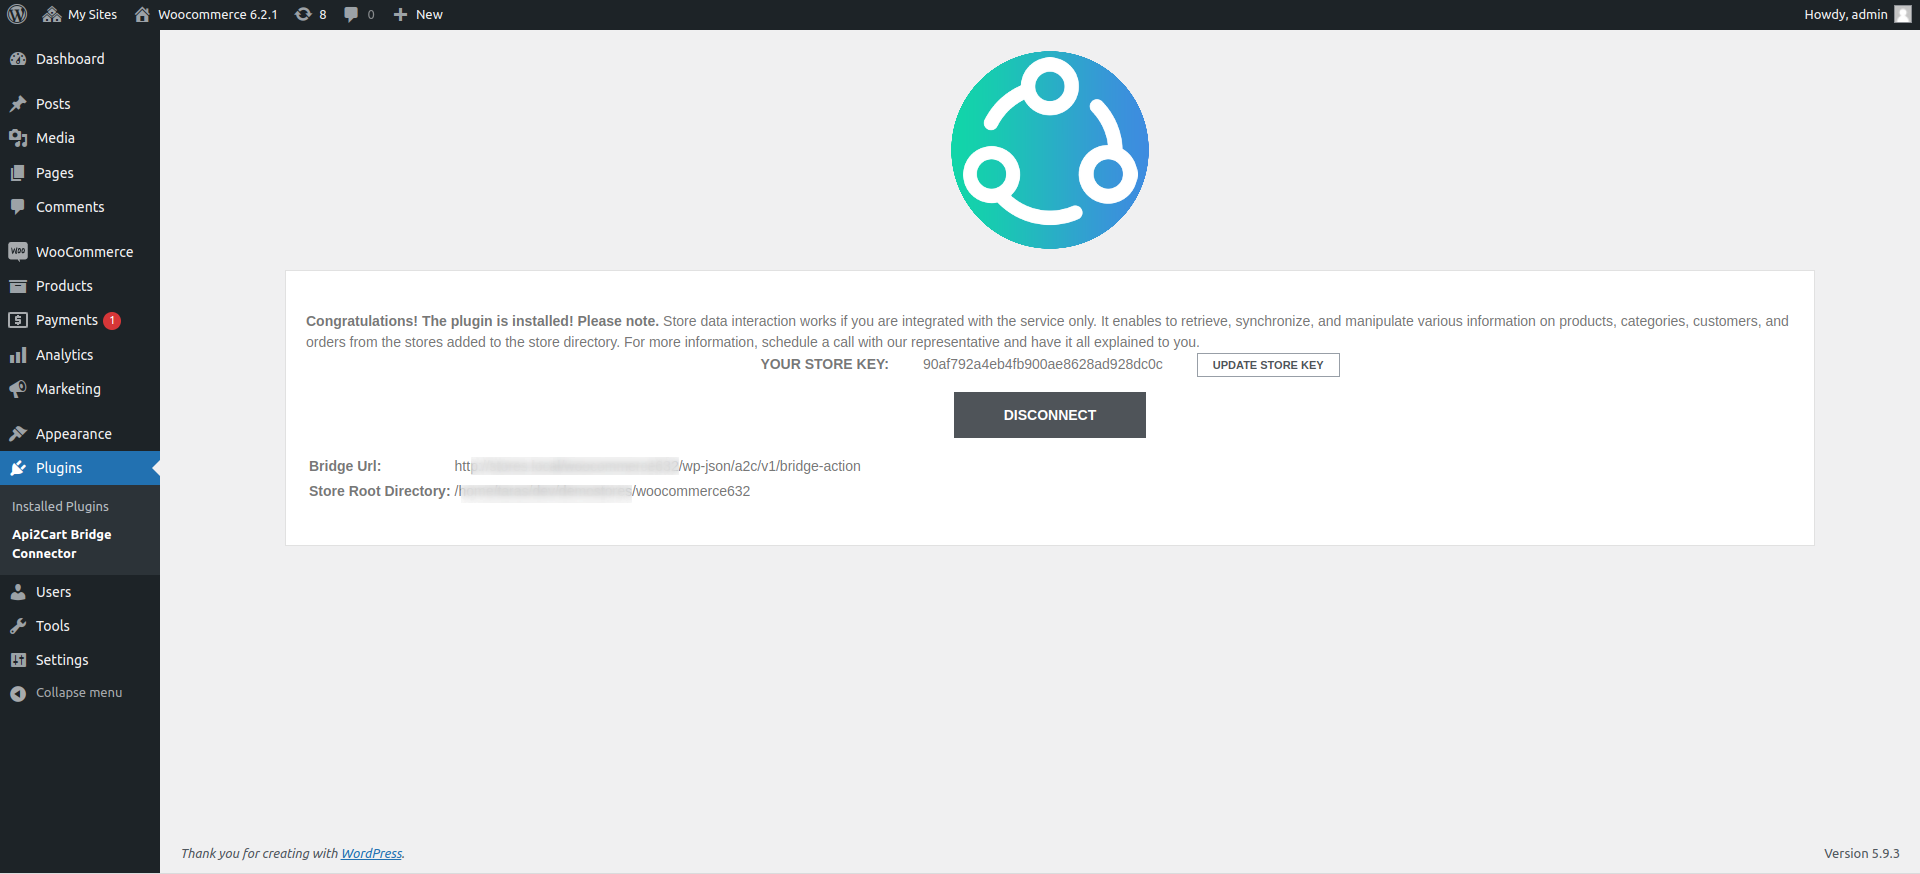 My Sites Woocommerce 6.2.1 8 0 New Howdy, admin
Dashboard
Posts
Media
Pages
Comments
WooCommerce
Products
Payments 1
Analytics
Marketing
Appearance
Plugins
Installed Plugins
Api2Cart Bridge
Connector
Users
Tools
Settings
Collapse menu
Congratulations! The plugin is installed! Please note. Store data interaction works if you are integrated with the service only. It enables to retrieve, synchronize, and manipulate various information on products, categories, customers, and
orders from the stores added to the store directory. For more information, schedule a call with our representative and have it all explained to you.
YOUR STORE KEY: 90af792a4eb4fb900ae8628ad928dc0c UPDATE STORE KEY
DISCONNECT
Bridge Url: http /wp-json/a2c/v1/bridge-action
Store Root Directory: / /woocommerce632
Thank you for creating with WordPress. Version 5.9.3